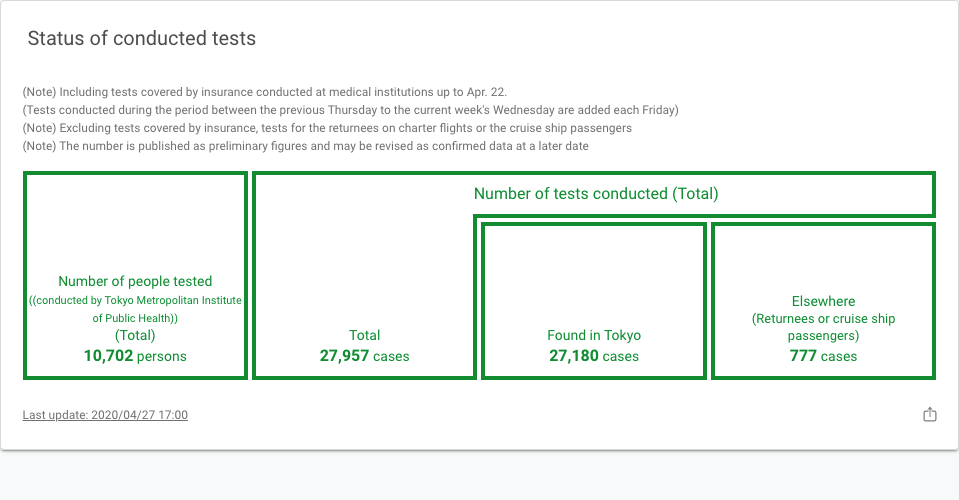 Status of conducted tests
(Note) Including tests covered by insurance conducted at medical institutions up to Apr. 22.
(Tests conducted during the period between the previous Thursday to the current week's Wednesday are added each Friday)
(Note) Excluding tests covered by insurance, tests for the returnees on charter flights or the cruise ship passengers
(Note) The number is published as preliminary figures and may be revised as confirmed data at a later date
Number of people tested
((conducted by Tokyo Metropolitan Institute
of Public Health))
(Total)
10,702 persons
Number of tests conducted (Total)
Total
27,957 cases
Found in Tokyo
27,180 cases
Elsewhere
(Returnees or cruise ship
passengers)
777 cases
Last update: 2020/04/27 17:00